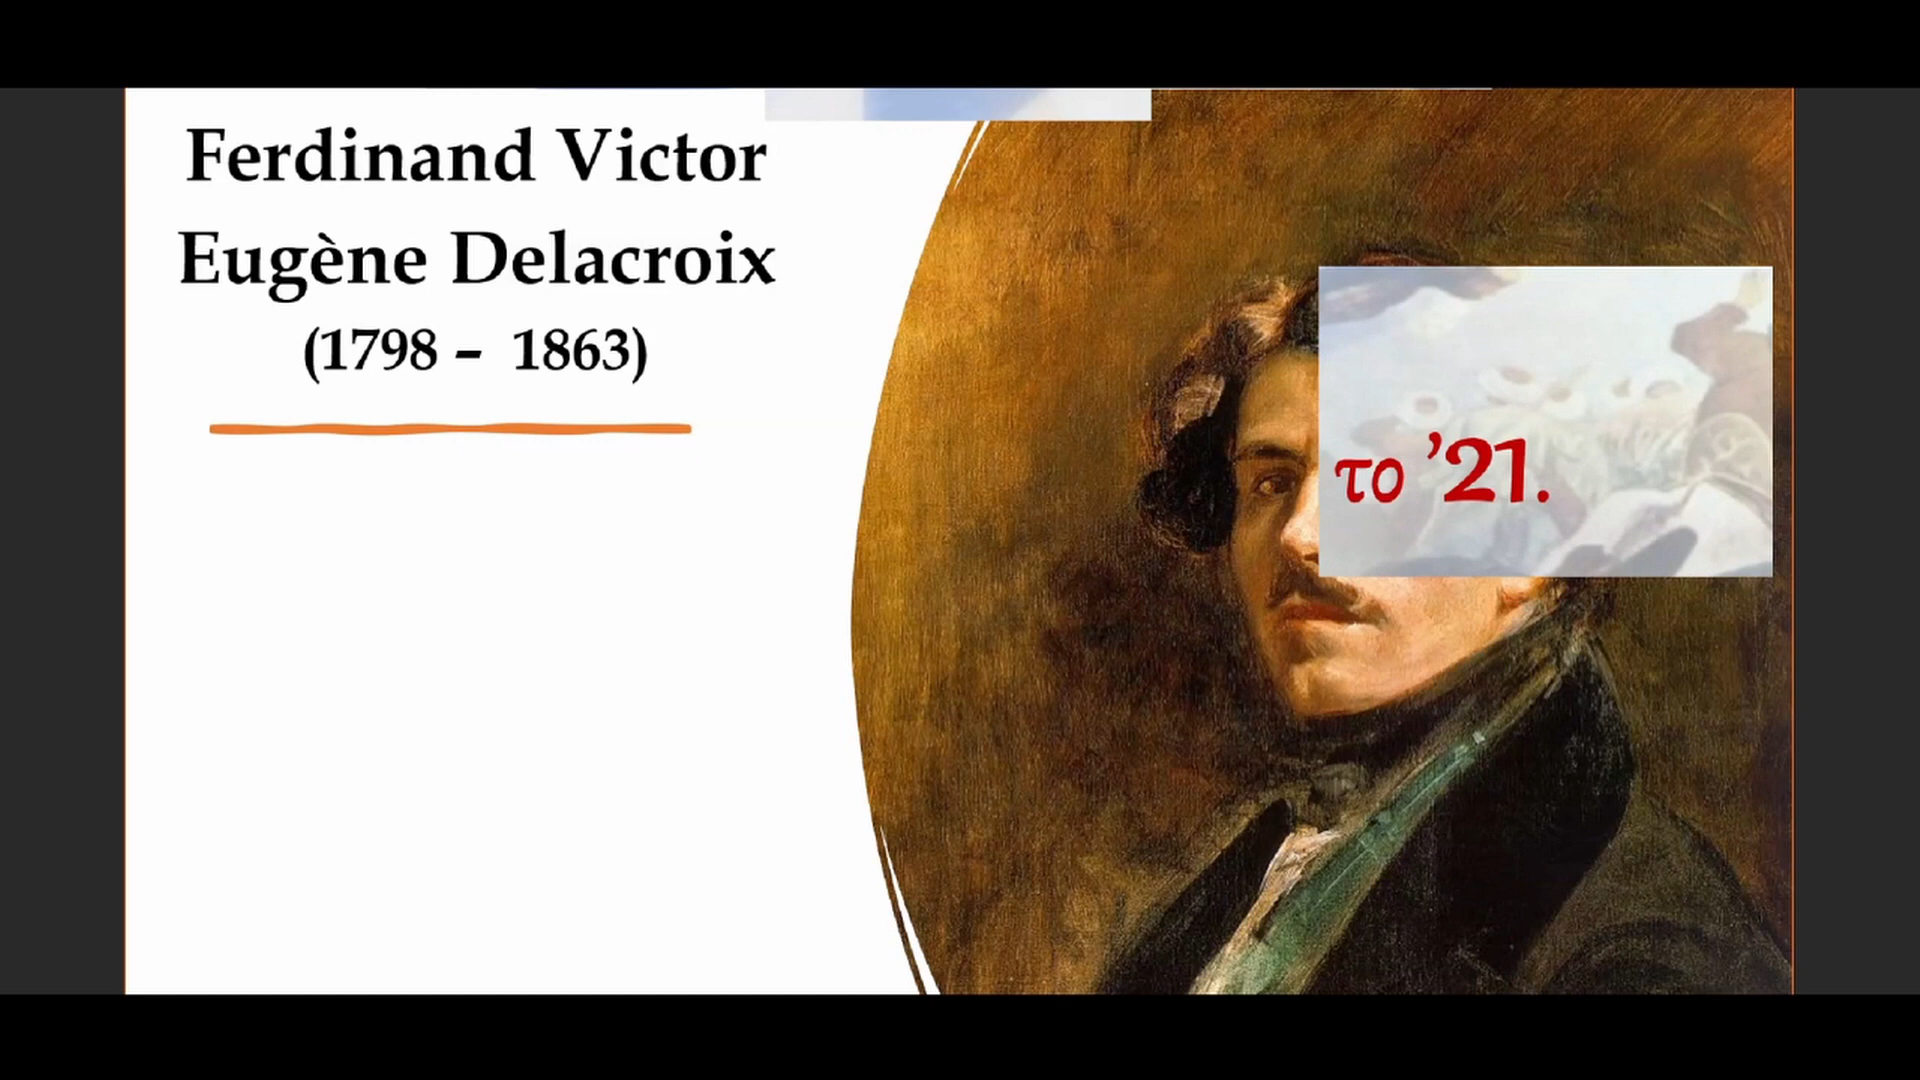 Ferdinand Victor
Eugène Delacroix
(1798 – 1863)
το ’21.